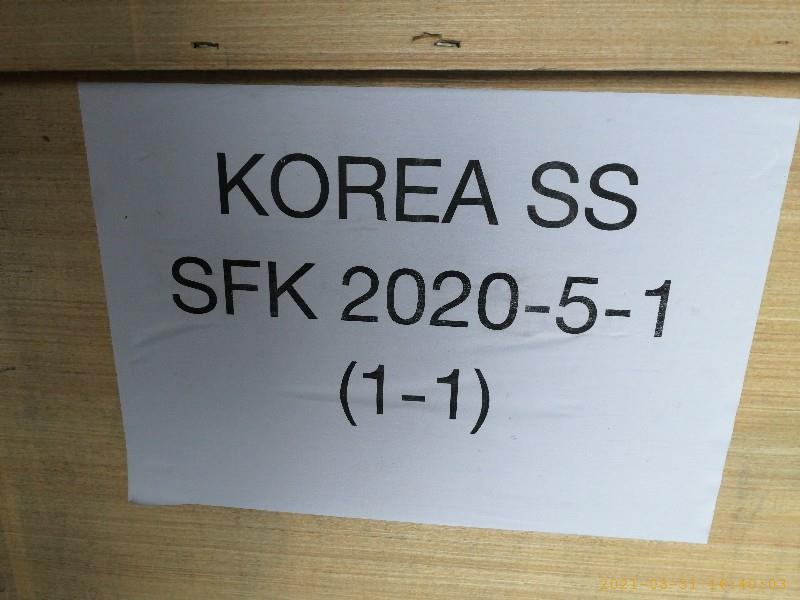 KOREA SS
SFK 2020-5-1
(1-1)